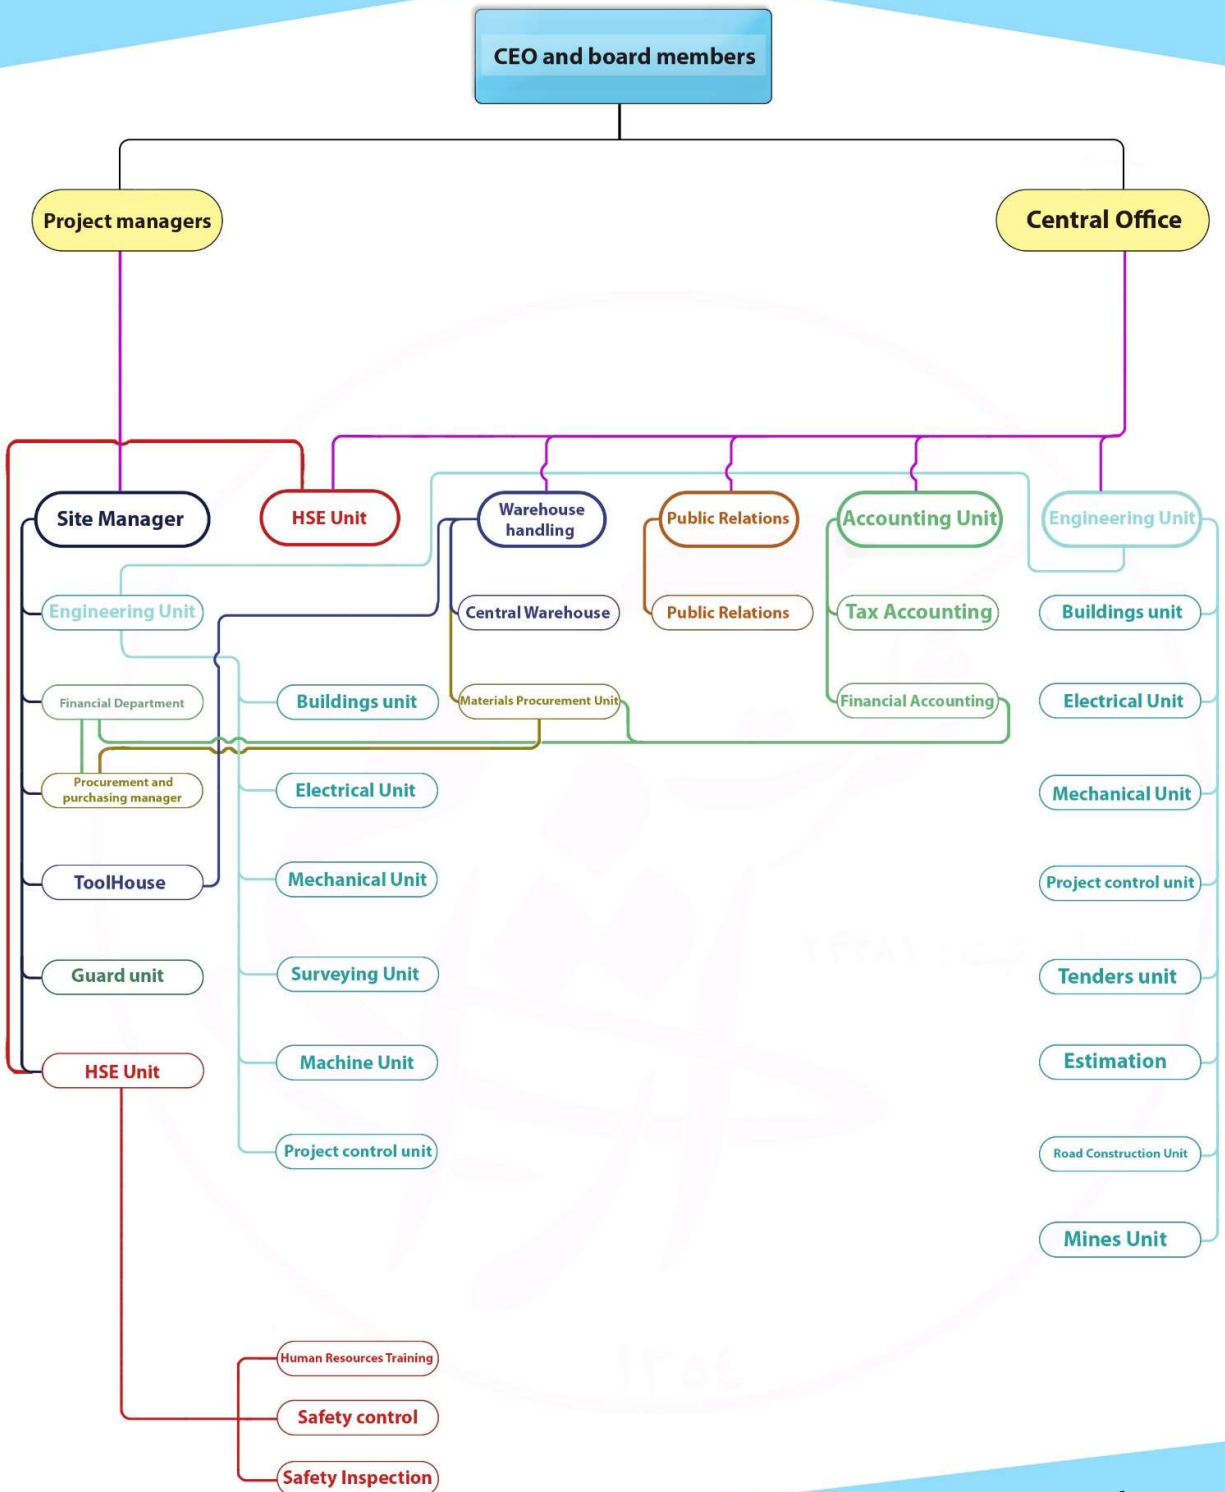 CEO and board members
Project managers
Central Office
Site Manager
HSE Unit
Warehouse
handling
Public Relations
Accounting Unit
Engineering Unit
Engineering Unit
Central Warehouse
Public Relations
Tax Accounting
Buildings unit
Financial Department
Buildings unit
Materials Procurement Unit
Financial Accounting
Electrical Unit
Procurement and
purchasing manager
Electrical Unit
Mechanical Unit
ToolHouse
Mechanical Unit
Project control unit
Guard unit
Surveying Unit
Tenders unit
HSE Unit
Machine Unit
Estimation
Project control unit
Road Construction Unit
Mines Unit
Human Resources Training
Safety control
Safety Inspection